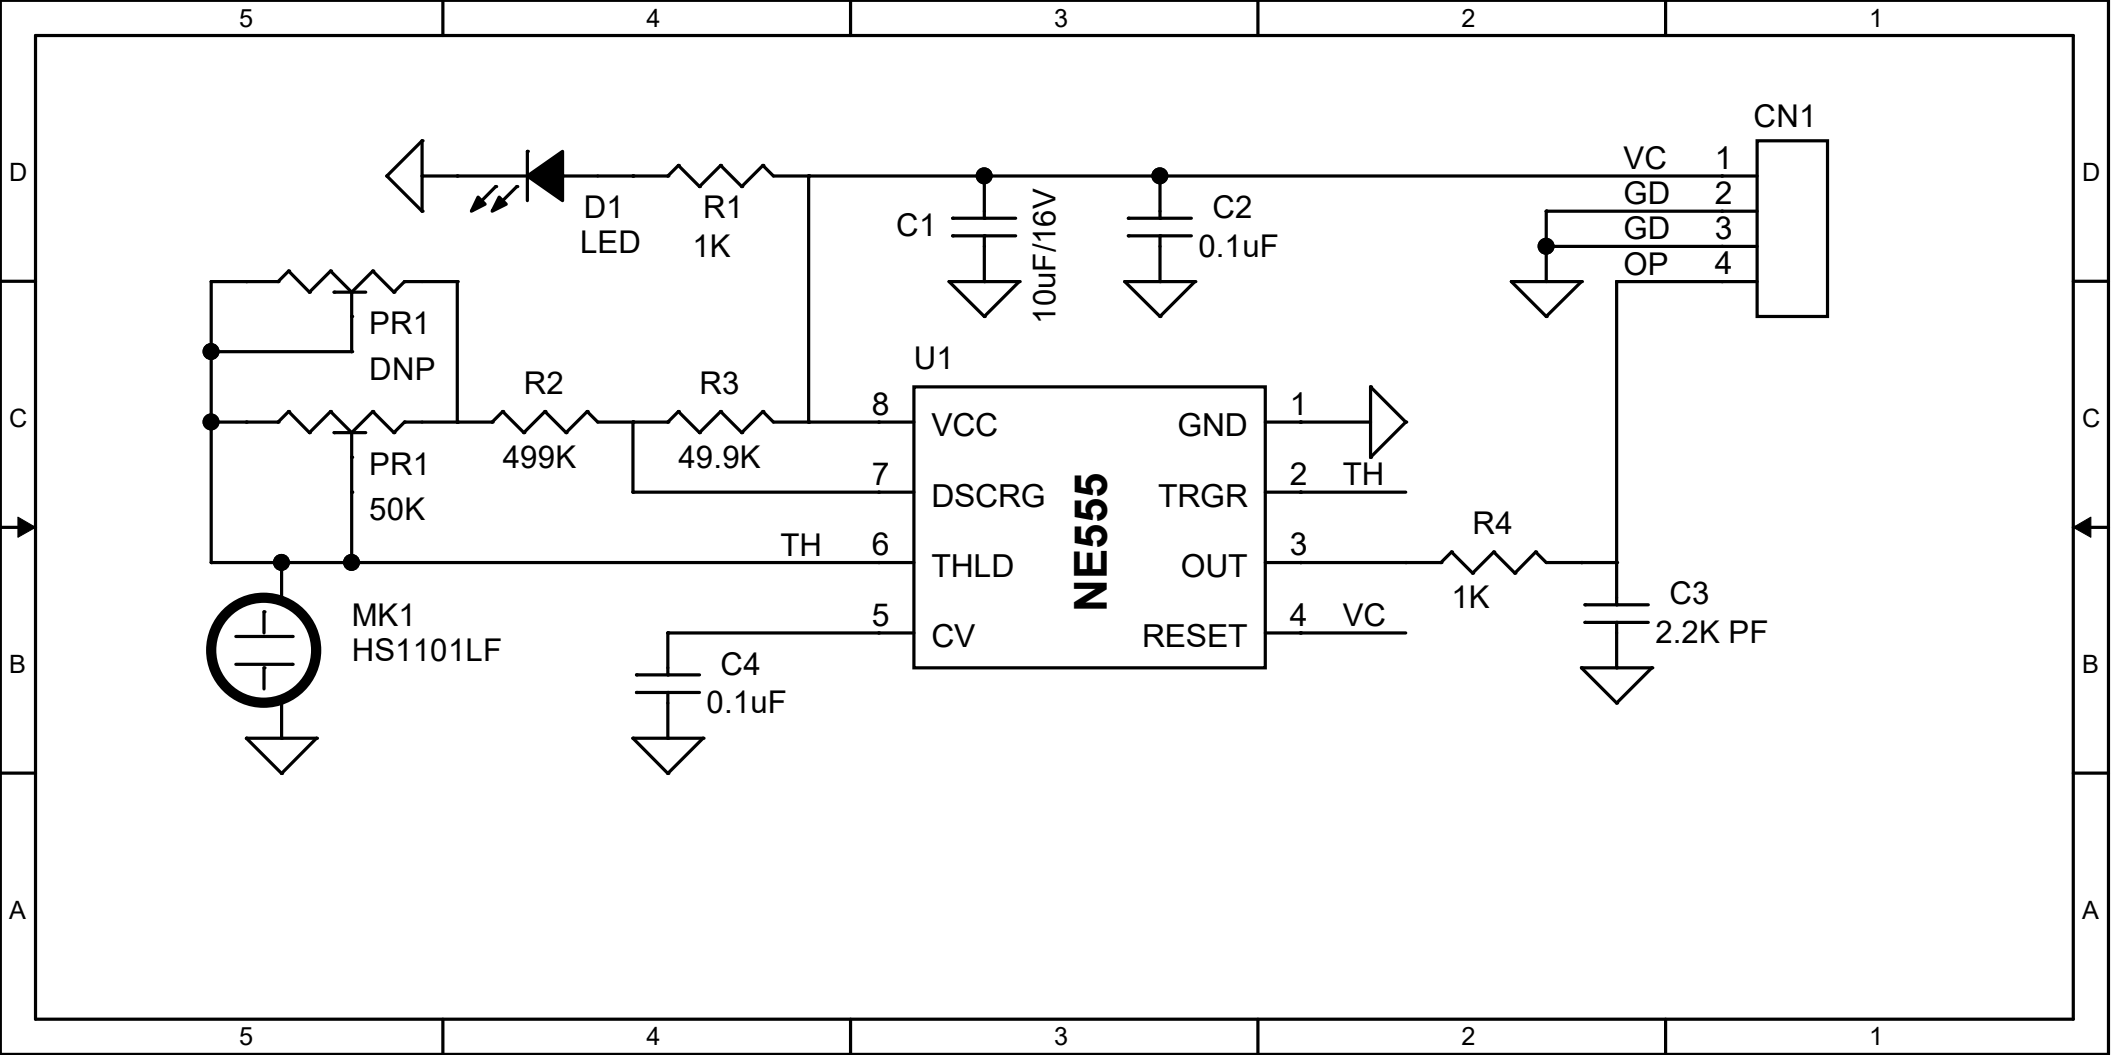 5 4 3 2 1
CN1
D D
VC 1
GD 2
GD 3
OP 4
D1
LED
R1
1K
C1
10uF/16V
C2
0.1uF
PR1
DNP
U1
C C
R2
499K
R3
49.9K
PR1
50K
8 VCC
7 DSCRG
TH 6 THLD
5 CV
NE555
GND 1
TRGR 2 TH
OUT 3
RESET 4 VC
R4
1K
C3
2.2K PF
MK1
HS1101LF
B B
C4
0.1uF
A A
5 4 3 2 1